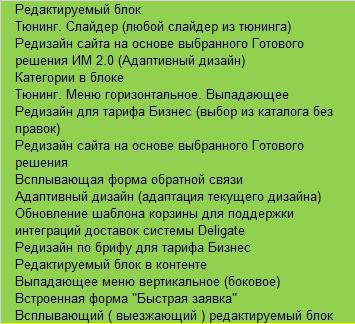 Редактируемый блок
Тюнинг. Слайдер (любой слайдер из тюнинга)
Редизайн сайта на основе выбранного Готового
решения ИМ 2.0 (Адаптивный дизайн)
Категории в блоке
Тюнинг. Меню горизонтальное. Выпадающее
Редизайн для тарифа Бизнес (выбор из каталога без
правок)
Редизайн сайта на основе выбранного Готового
решения
Всплывающая форма обратной связи
Адаптивный дизайн (адаптация текущего дизайна)
Обновление шаблона корзины для поддержки
интеграций доставок системы Deligate
Редизайн по брифу для тарифа Бизнес
Редактируемый блок в контенте
Выпадающее меню вертикальное (боковое)
Встроенная форма "Быстрая заявка"
Всплывающий ( выезжающий ) редактируемый блок